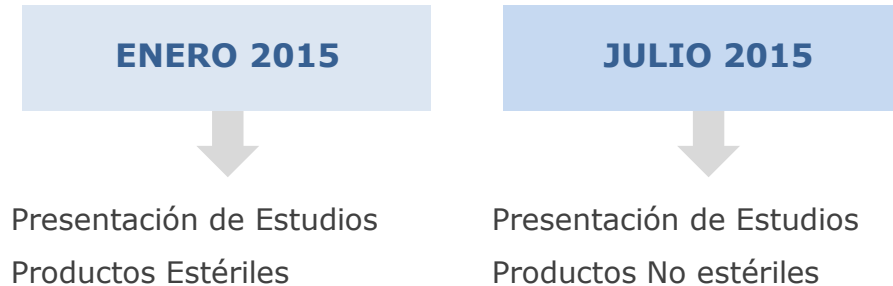 ENERO 2015
Presentación de Estudios
Productos Estériles
JULIO 2015
Presentación de Estudios
Productos No estériles